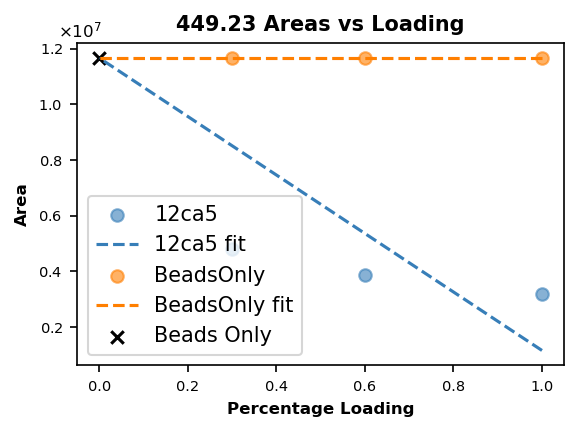 449.23 Areas vs Loading
×10⁷
1.2
1.0
0.8
0.6
0.4
0.2
Area
12ca5
12ca5 fit
BeadsOnly
BeadsOnly fit
Beads Only
0.0 0.2 0.4 0.6 0.8 1.0
Percentage Loading